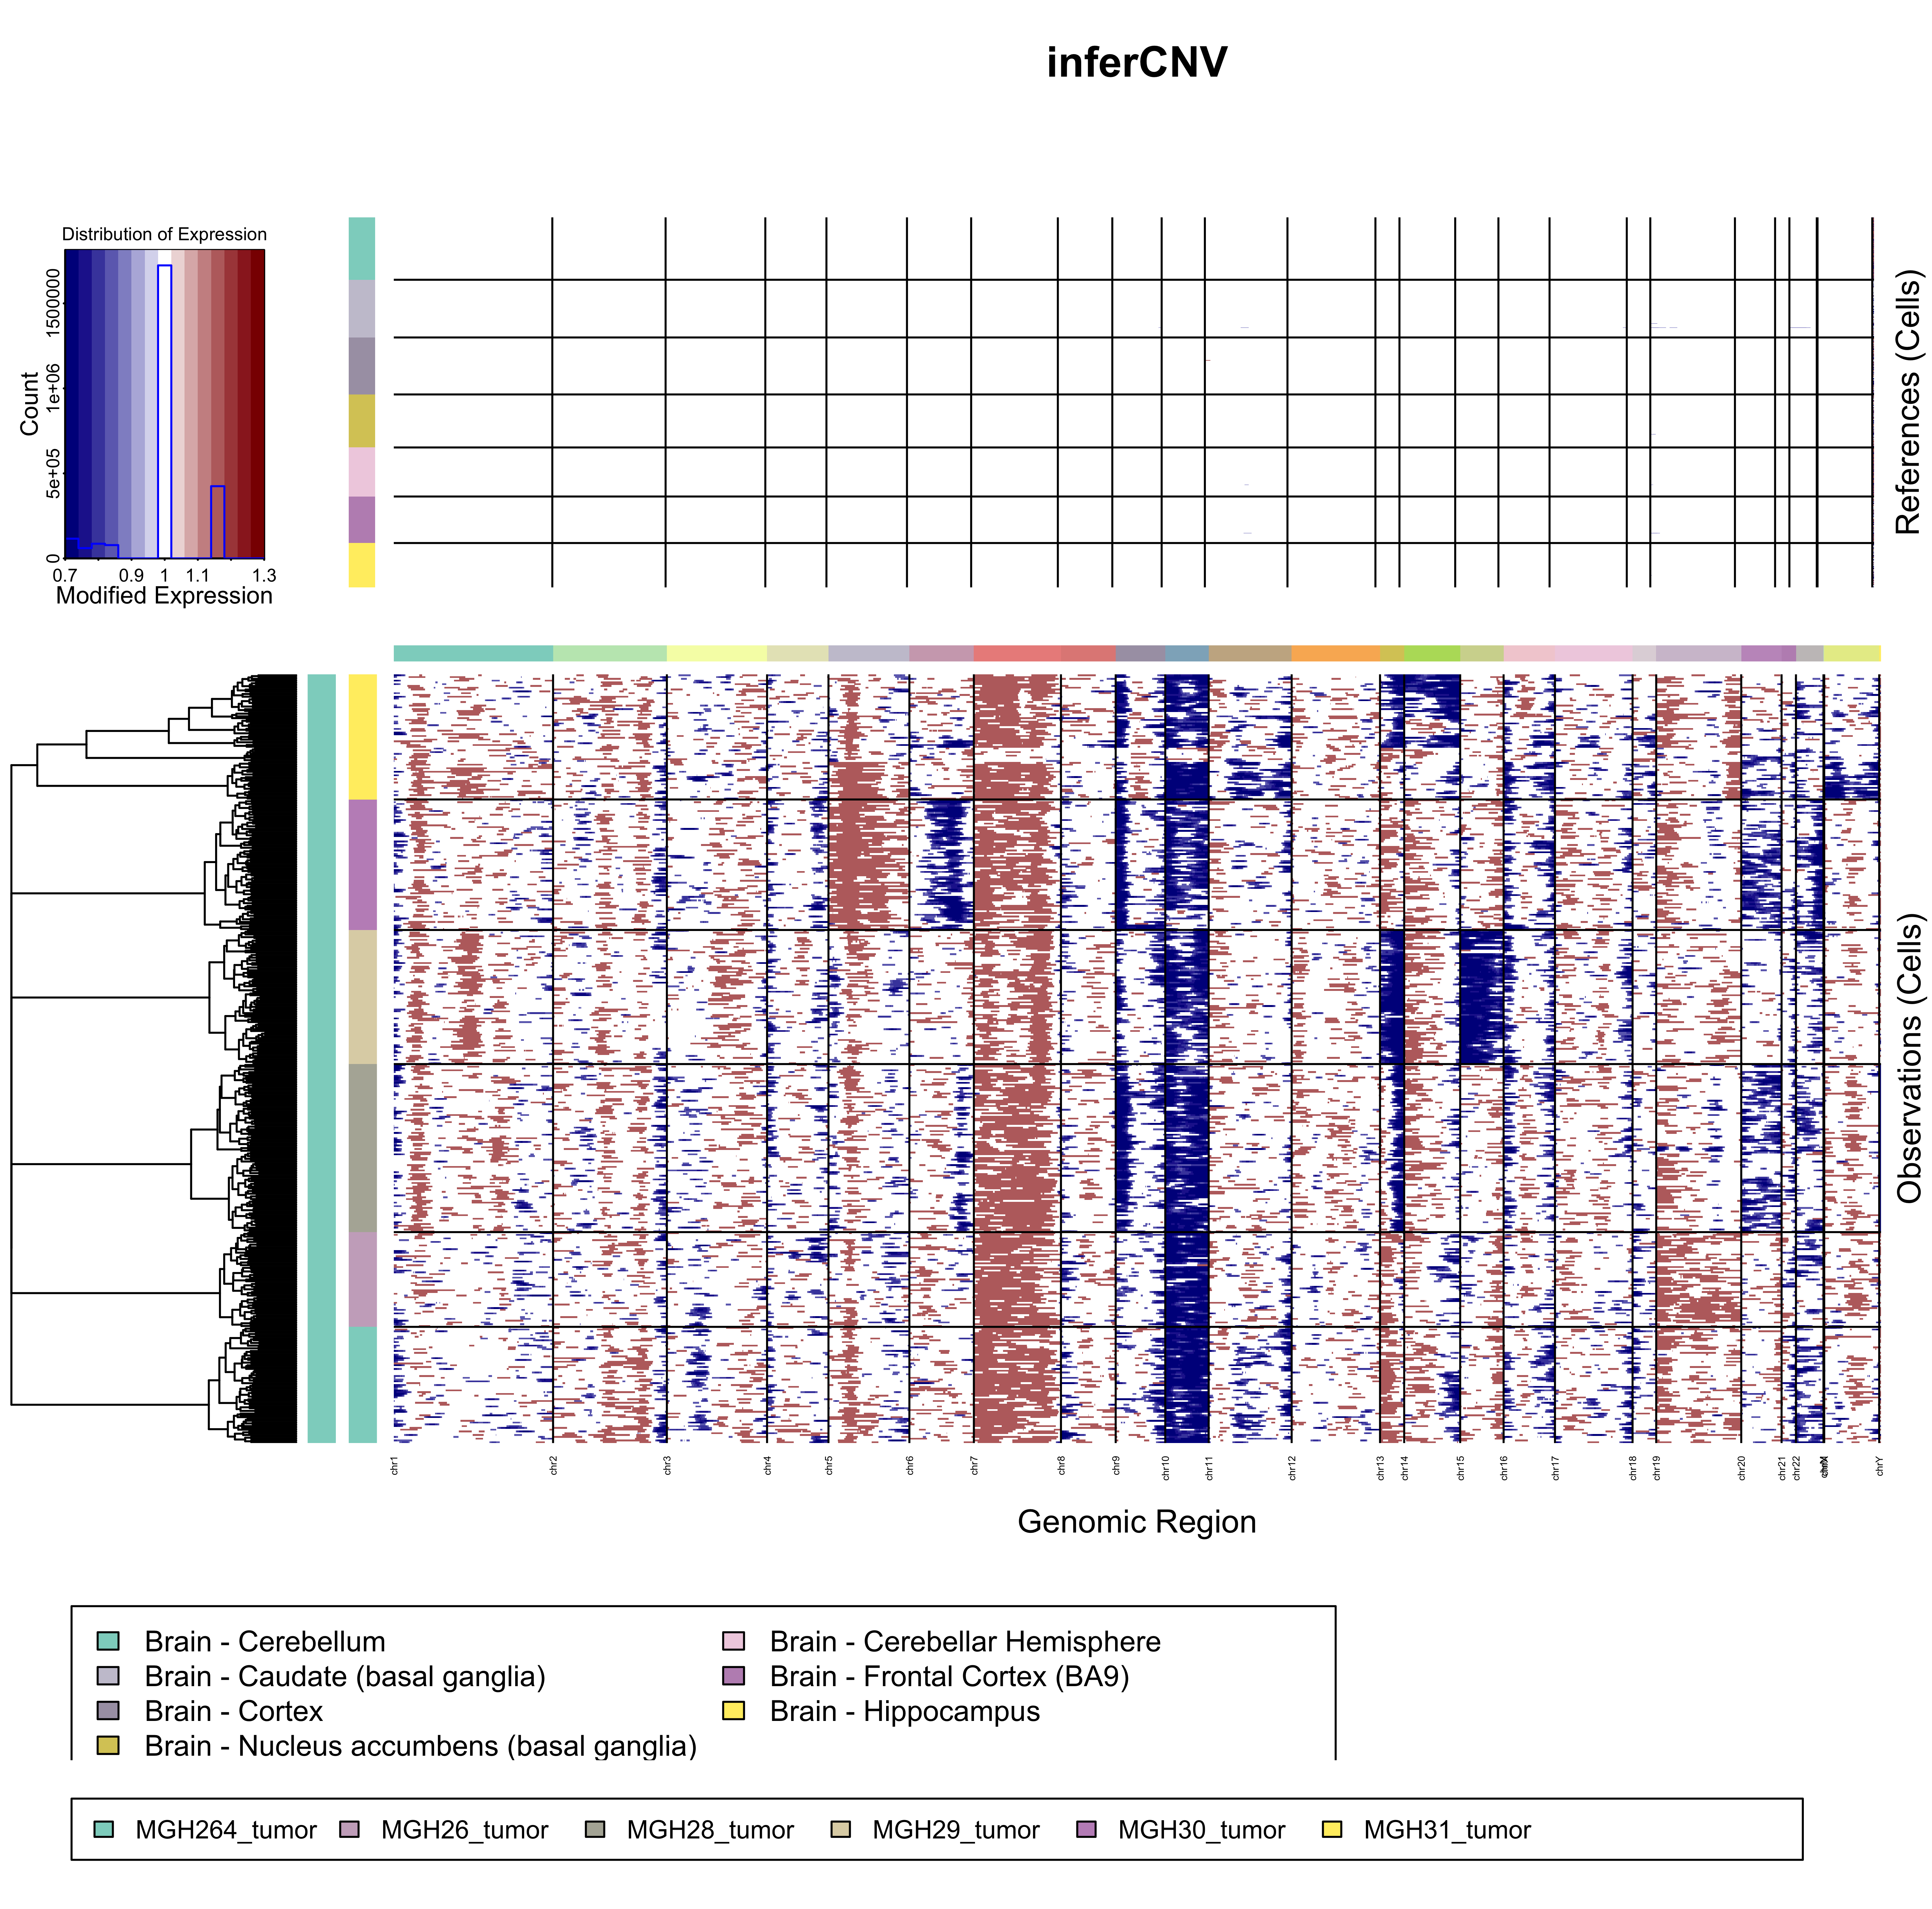 inferCNV
Distribution of Expression
Count
0
5e+05
1e+06
1500000
0.7 0.9 1 1.1 1.3
Modified Expression
References (Cells)
Observations (Cells)
chr1 chr2 chr3 chr4 chr5 chr6 chr7 chr8 chr9 chr10 chr11 chr12 chr13 chr14 chr15 chr16 chr17 chr18 chr19 chr20 chr21 chr22 chrY
Genomic Region
Brain - Cerebellum
Brain - Caudate (basal ganglia)
Brain - Cortex
Brain - Nucleus accumbens (basal ganglia)
Brain - Cerebellar Hemisphere
Brain - Frontal Cortex (BA9)
Brain - Hippocampus
MGH264_tumor MGH26_tumor MGH28_tumor MGH29_tumor MGH30_tumor MGH31_tumor